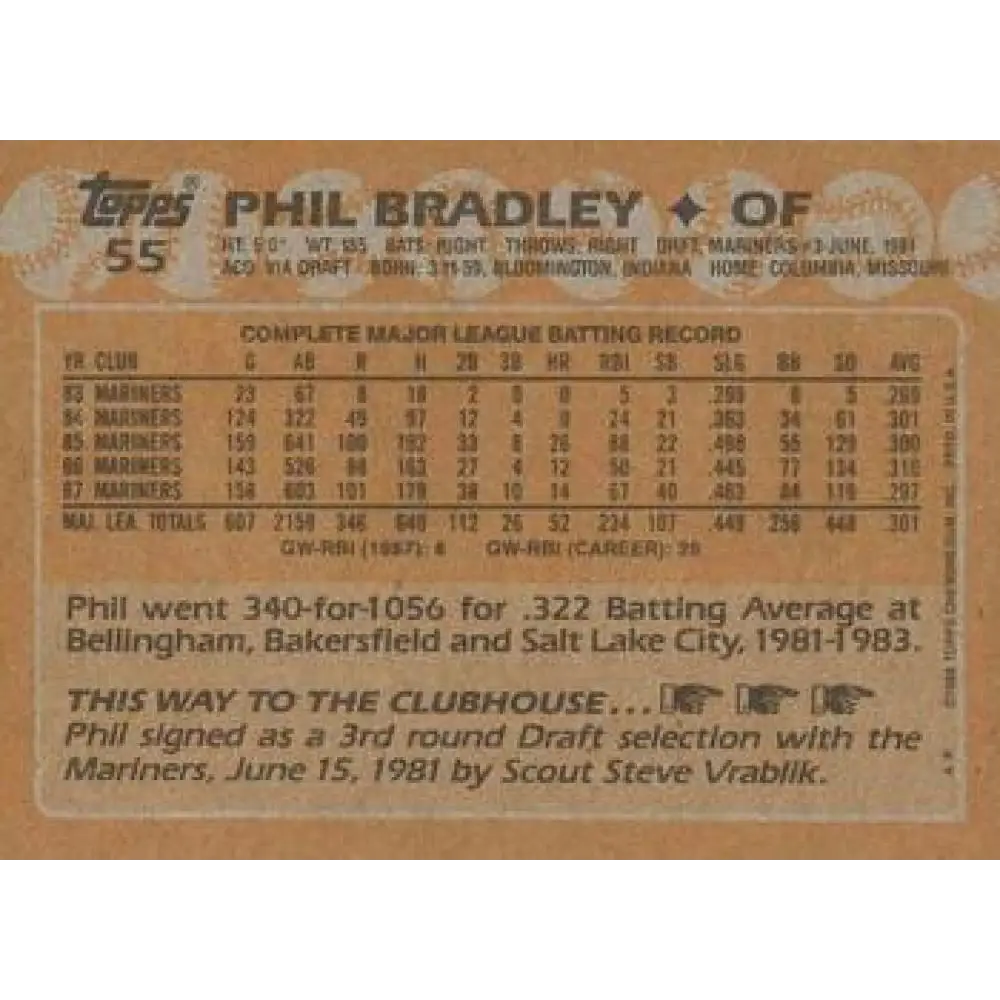 Topps®
55
PHIL BRADLEY ✦ OF
HT. 6'0" WT. 185 BATS: RIGHT THROWS: RIGHT DRAFT: MARINERS #3-JUNE, 1981
ACQ: VIA DRAFT BORN: 3-11-59, BLOOMINGTON, INDIANA HOME: COLUMBIA, MISSOURI
COMPLETE MAJOR LEAGUE BATTING RECORD
YR CLUB G AB R H 2B 3B HR RBI SB SLG BB SO AVG
83 MARINERS 23 67 8 18 2 0 0 5 3 .299 8 5 .269
84 MARINERS 124 322 49 97 12 4 0 24 21 .363 34 61 .301
85 MARINERS 159 641 100 192 33 8 26 88 22 .498 55 129 .300
86 MARINERS 143 526 88 163 27 4 12 50 21 .445 77 134 .310
87 MARINERS 158 603 101 179 38 10 14 67 40 .463 84 119 .297
MAJ. LEA. TOTALS 607 2159 346 649 112 26 52 234 107 .449 258 448 .301
GW-RBI (1987): GW-RBI (CAREER):
Phil went 340-for-1056 for .322 Batting Average at
Bellingham, Bakersfield and Salt Lake City, 1981-1983.
THIS WAY TO THE CLUBHOUSE...
Phil signed as a 3rd round Draft selection with the
Mariners, June 15, 1981 by Scout Steve Vrablik.